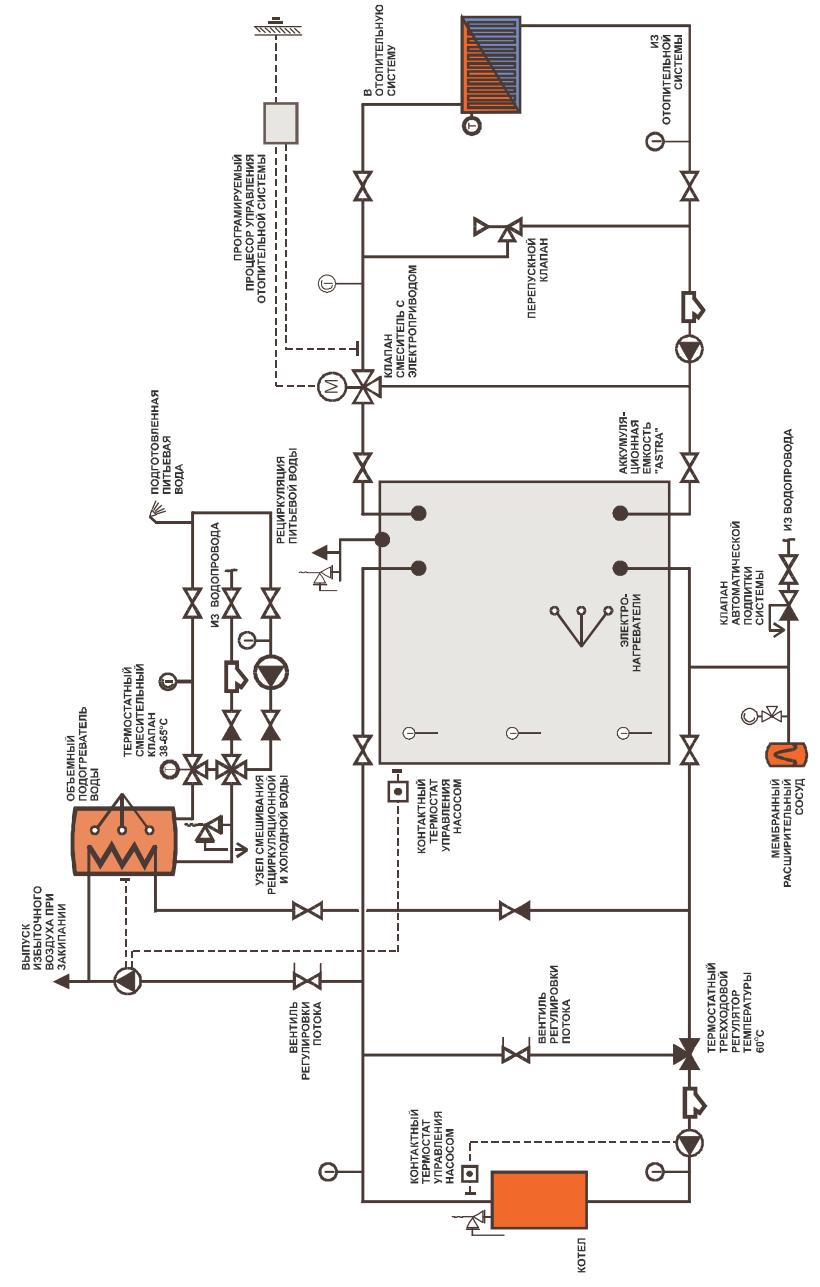 В
ОТОПИТЕЛЬНУЮ
СИСТЕМУ
ИЗ
ОТОПИТЕЛЬНОЙ
СИСТЕМЫ
T
ПРОГРАМИРУЕМЫЙ
ПРОЦЕСОР УПРАВЛЕНИЯ
ОТОПИТЕЛЬНОЙ СИСТЕМЫ
ПЕРЕПУСКНОЙ
КЛАПАН
КЛАПАН
СМЕСИТЕЛЬ С
ЭЛЕКТРОПРИВОДОМ
M
ПОДГОТОВЛЕННАЯ
ПИТЬЕВАЯ
ВОДА
РЕЦИРКУЛЯЦИЯ
ПИТЬЕВОЙ ВОДЫ
ИЗ ВОДОПРОВОДА
АККУМУЛЯ-
ЦИОННАЯ
ЕМКОСТЬ
"ASTRA"
ИЗ ВОДОПРОВОДА
КЛАПАН
АВТОМАТИЧЕСКОЙ
ПОДПИТКИ
СИСТЕМЫ
ЭЛЕКТРО-
НАГРЕВАТЕЛИ
ТЕРМОСТАТНЫЙ
СМЕСИТЕЛЬНЫЙ
КЛАПАН
38-65°C
ОБЪЕМНЫЙ
ПОДОГРЕВАТЕЛЬ
ВОДЫ
УЗЕЛ СМЕШИВАНИЯ
РЕЦИРКУЛЯЦИОННОЙ
И ХОЛОДНОЙ ВОДЫ
КОНТАКТНЫЙ
ТЕРМОСТАТ
УПРАВЛЕНИЯ
НАСОСОМ
МЕМБРАННЫЙ
РАСШИРИТЕЛЬНЫЙ
СОСУД
ВЫПУСК
ИЗБЫТОЧНОГО
ВОЗДУХА ПРИ
ЗАКИПАНИИ
ВЕНТИЛЬ
РЕГУЛИРОВКИ
ПОТОКА
ВЕНТИЛЬ
РЕГУЛИРОВКИ
ПОТОКА
ТЕРМОСТАТНЫЙ
ТРЕХХОДОВОЙ
РЕГУЛЯТОР
ТЕМПЕРАТУРЫ
60°C
КОНТАКТНЫЙ
ТЕРМОСТАТ
УПРАВЛЕНИЯ
НАСОСОМ
КОТЕЛ